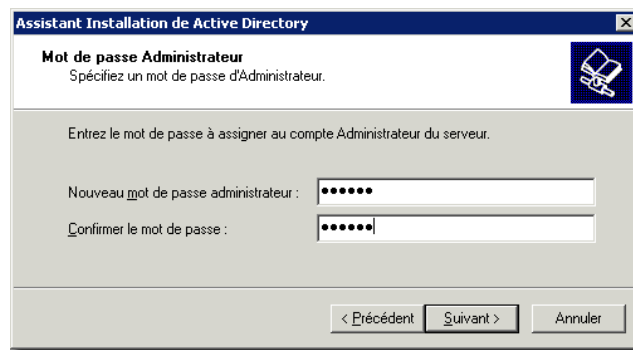 Assistant Installation de Active Directory
Mot de passe Administrateur
Spécifiez un mot de passe d'Administrateur.
Entrez le mot de passe à assigner au compte Administrateur du serveur.
Nouveau mot de passe administrateur : ••••••
Confirmer le mot de passe : ••••••
< Précédent Suivant > Annuler